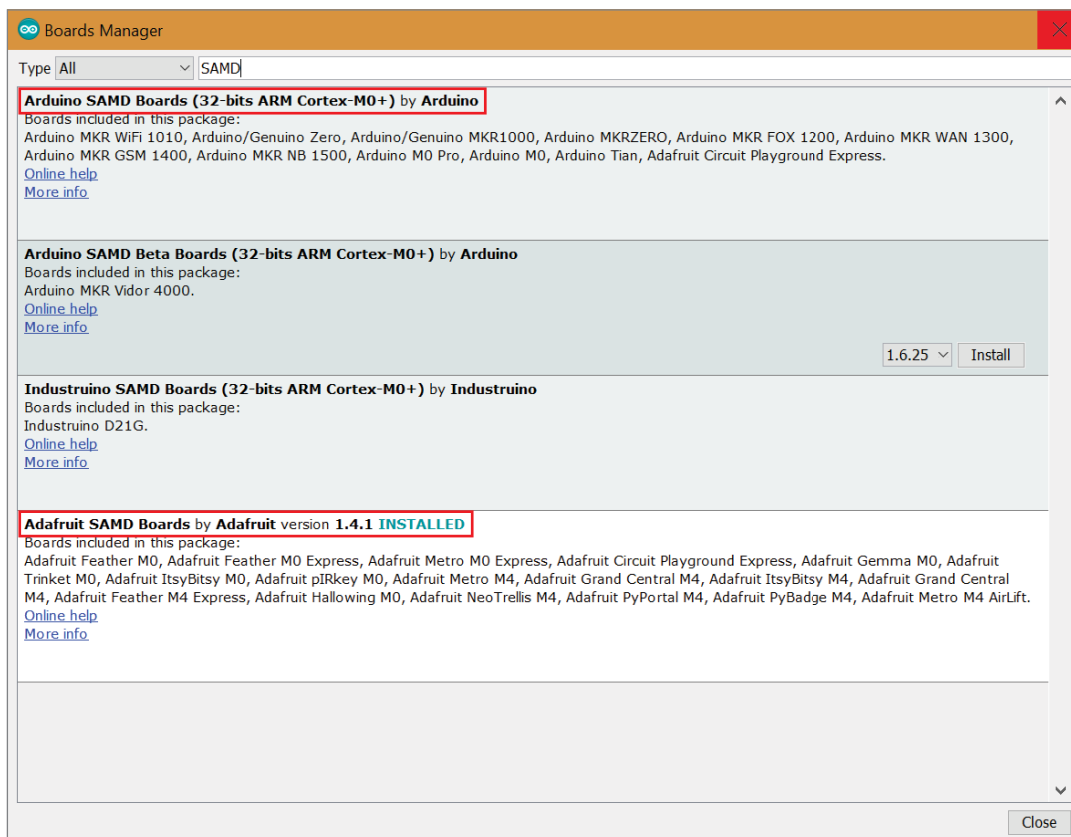 Boards Manager
Type All SAMD
Arduino SAMD Boards (32-bits ARM Cortex-M0+) by Arduino
Boards included in this package:
Arduino MKR WiFi 1010, Arduino/Genuino Zero, Arduino/Genuino MKR1000, Arduino MKRZERO, Arduino MKR FOX 1200, Arduino MKR WAN 1300,
Arduino MKR GSM 1400, Arduino MKR NB 1500, Arduino M0 Pro, Arduino M0, Arduino Tian, Adafruit Circuit Playground Express.
Online help
More info
Arduino SAMD Beta Boards (32-bits ARM Cortex-M0+) by Arduino
Boards included in this package:
Arduino MKR Vidor 4000.
Online help
More info
1.6.25 Install
Industruino SAMD Boards (32-bits ARM Cortex-M0+) by Industruino
Boards included in this package:
Industruino D21G.
Online help
More info
Adafruit SAMD Boards by Adafruit version 1.4.1 INSTALLED
Boards included in this package:
Adafruit Feather M0, Adafruit Feather M0 Express, Adafruit Metro M0 Express, Adafruit Circuit Playground Express, Adafruit Gemma M0, Adafruit
Trinket M0, Adafruit ItsyBitsy M0, Adafruit pIRkey M0, Adafruit Metro M4, Adafruit Grand Central M4, Adafruit ItsyBitsy M4, Adafruit Grand Central
M4, Adafruit Feather M4 Express, Adafruit Hallowing M0, Adafruit NeoTrellis M4, Adafruit PyPortal M4, Adafruit PyBadge M4, Adafruit Metro M4 AirLift.
Online help
More info
Close